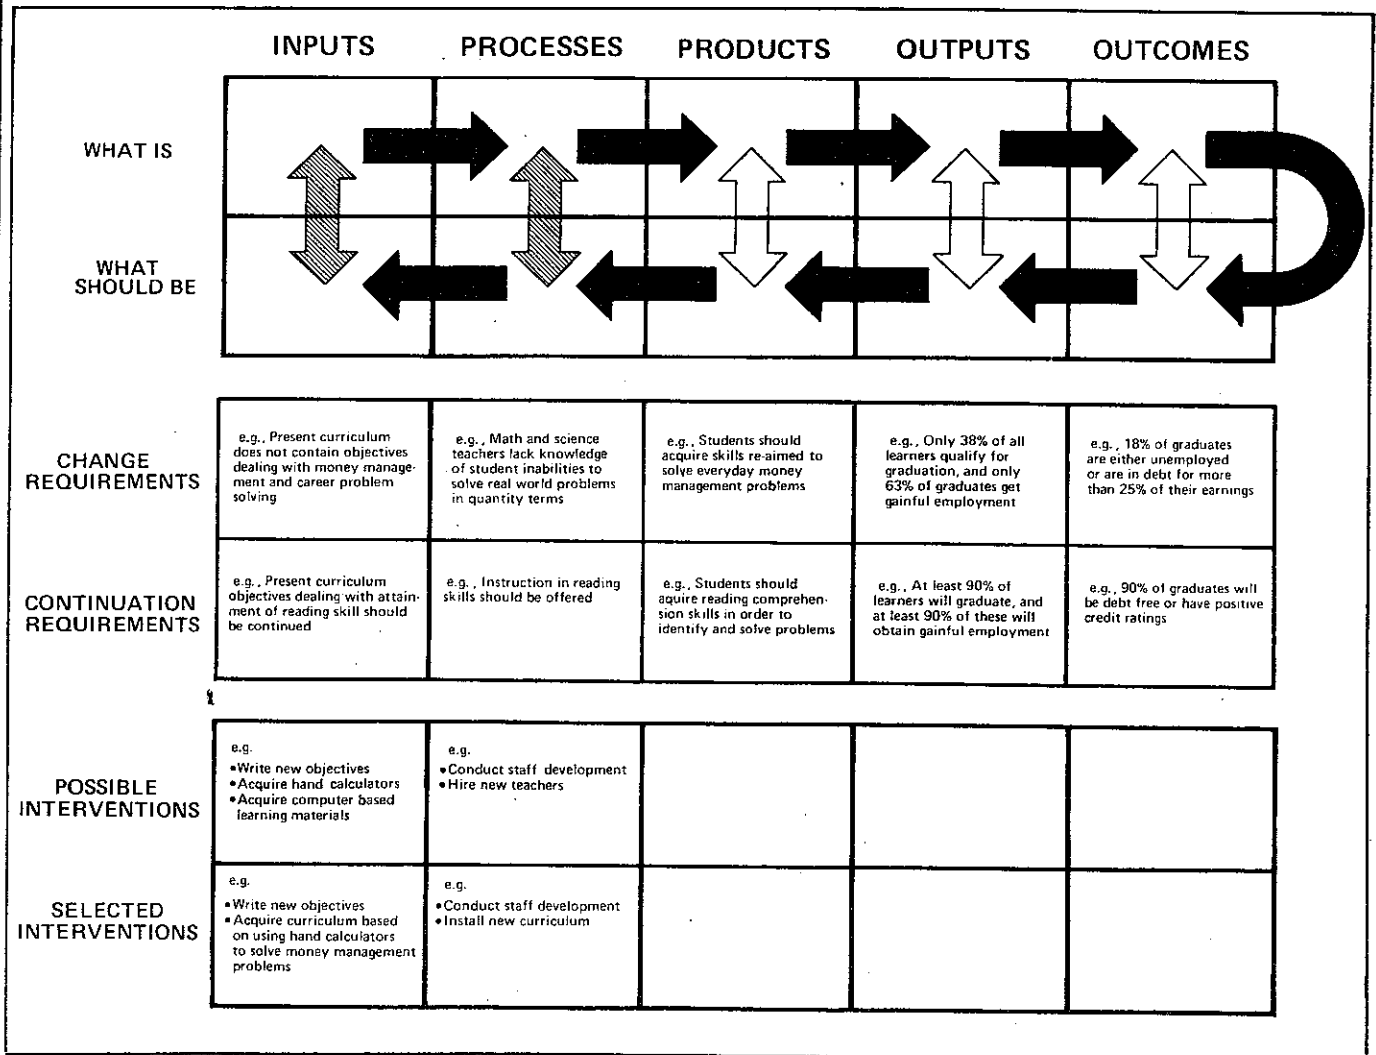 INPUTS PROCESSES PRODUCTS OUTPUTS OUTCOMES
WHAT IS
WHAT
SHOULD BE
CHANGE
REQUIREMENTS
e.g., Present curriculum
does not contain objectives
dealing with money manage-
ment and career problem
solving
e.g., Math and science
teachers lack knowledge
of student inabilities to
solve real world problems
in quantity terms
e.g., Students should
acquire skills re-aimed to
solve everyday money
management problems
e.g., Only 38% of all
learners qualify for
graduation, and only
63% of graduates get
gainful employment
e.g., 18% of graduates
are either unemployed
or are in debt for more
than 25% of their earnings
CONTINUATION
REQUIREMENTS
e.g., Present curriculum
objectives dealing with attain-
ment of reading skill should
be continued
e.g., Instruction in reading
skills should be offered
e.g., Students should
aquire reading comprehen-
sion skills in order to
identify and solve problems
e.g., At least 90% of
learners will graduate, and
at least 90% of these will
obtain gainful employment
e.g., 90% of graduates will
be debt free or have positive
credit ratings
POSSIBLE
INTERVENTIONS
e.g.
•Write new objectives
•Acquire hand calculators
•Acquire computer based
learning materials
e.g.
•Conduct staff development
•Hire new teachers
SELECTED
INTERVENTIONS
e.g.
•Write new objectives
•Acquire curriculum based
on using hand calculators
to solve money management
problems
e.g.
•Conduct staff development
•Install new curriculum